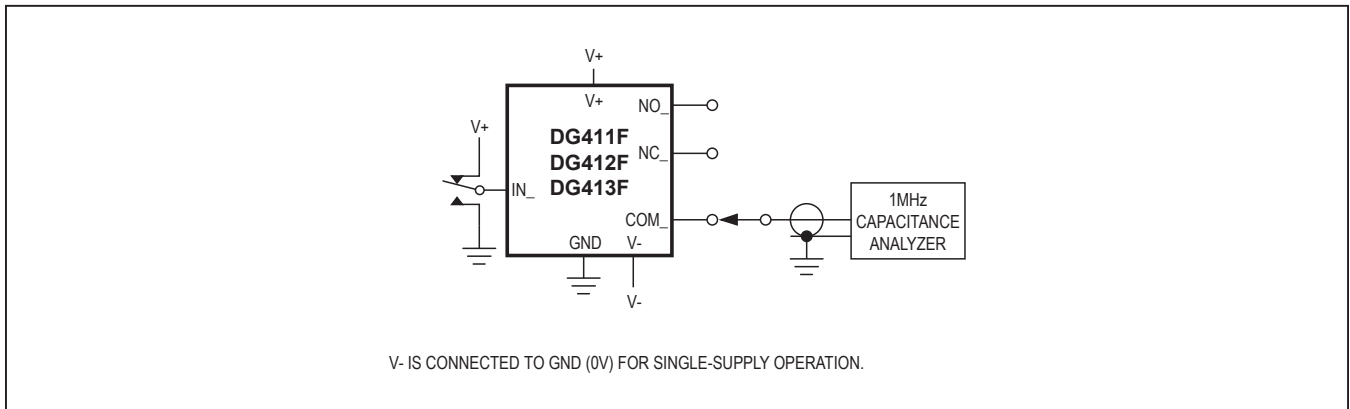 V+
V+
NO_
V+
DG411F
NC_
DG412F
IN_
DG413F
1MHz
CAPACITANCE
ANALYZER
COM_
GND
V-
V-
V- IS CONNECTED TO GND (0V) FOR SINGLE-SUPPLY OPERATION.